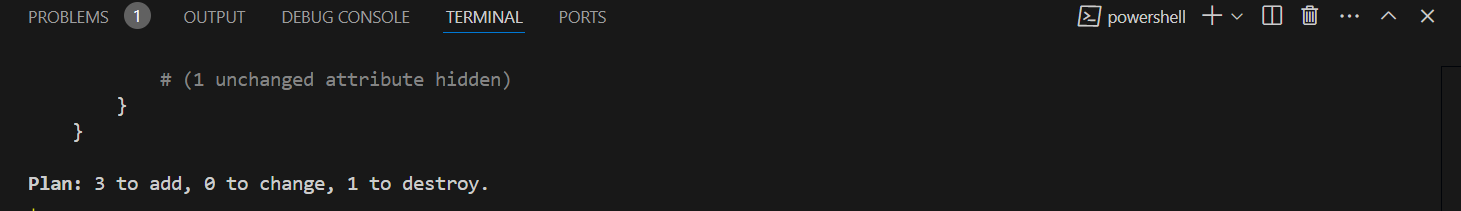 PROBLEMS 1 OUTPUT DEBUG CONSOLE TERMINAL PORTS powershell
# (1 unchanged attribute hidden)
}
}
Plan: 3 to add, 0 to change, 1 to destroy.